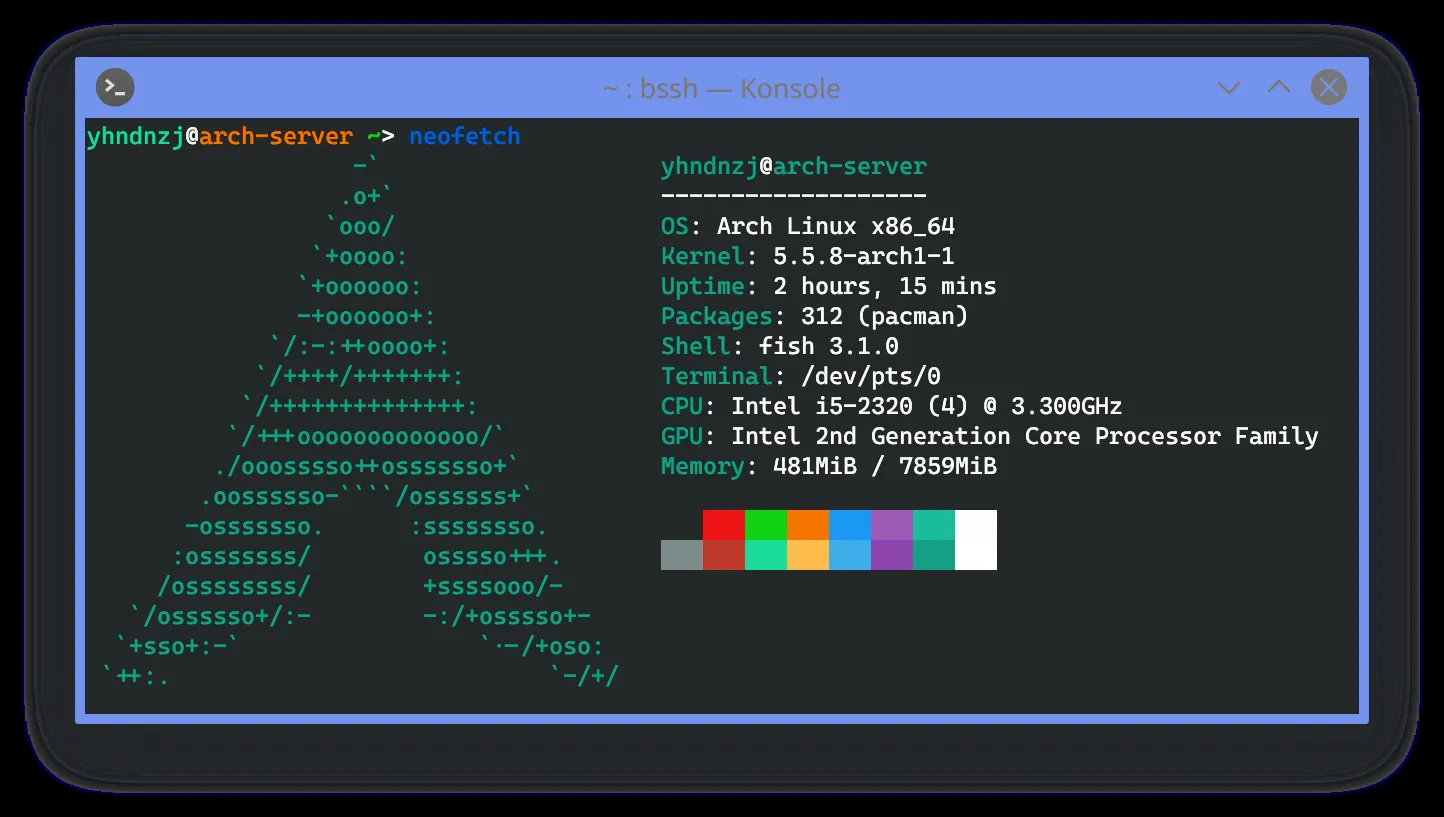 ~ : bssh — Konsole
yhndnzj@arch-server ~> neofetch
                   -`
                  .o+`                   yhndnzj@arch-server
                 `ooo/                   -------------------
                `+oooo:                  OS: Arch Linux x86_64
               `+oooooo:                 Kernel: 5.5.8-arch1-1
               -+oooooo+:                Uptime: 2 hours, 15 mins
             `/:-:++oooo+:               Packages: 312 (pacman)
            `/++++/+++++++:              Shell: fish 3.1.0
           `/++++++++++++++:             Terminal: /dev/pts/0
          `/+++ooooooooooooo/`           CPU: Intel i5-2320 (4) @ 3.300GHz
         ./ooosssso++osssssso+`          GPU: Intel 2nd Generation Core Processor Family
        .oossssso-````/ossssss+`         Memory: 481MiB / 7859MiB
       -osssssso.      :ssssssso.
      :osssssss/        osssso+++.
     /ossssssss/        +ssssooo/-
   `/ossssso+/:-        -:/+osssso+-
  `+sso+:-`                 `.-/+oso:
 `++:.                           `-/+/